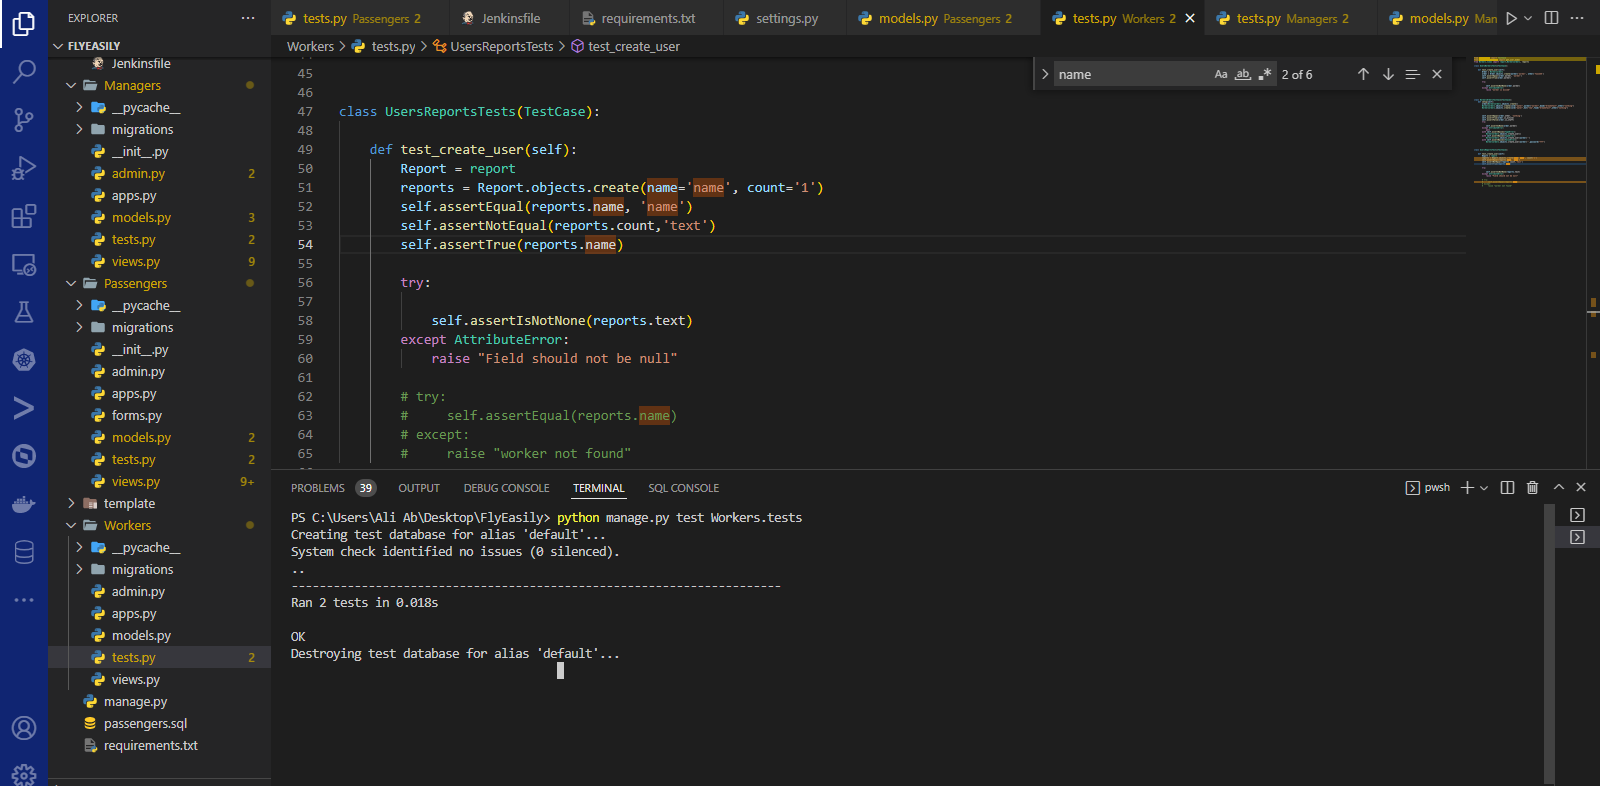 EXPLORER ...
FLYEASILY
Jenkinsfile
Managers
__pycache__
migrations
__init__.py
admin.py 2
apps.py
models.py 3
tests.py 2
views.py 9
Passengers
__pycache__
migrations
__init__.py
admin.py
apps.py
forms.py
models.py 2
tests.py 2
views.py 9+
template
Workers
__pycache__
migrations
admin.py
apps.py
models.py
tests.py 2
views.py
manage.py
passengers.sql
requirements.txt
tests.py Passengers 2
Jenkinsfile
requirements.txt
settings.py
models.py Passengers 2
tests.py Workers 2
tests.py Managers 2
models.py Man
Workers > tests.py > UsersReportsTests > test_create_user
name Aa ab, .* 2 of 6
45
46
47 class UsersReportsTests(TestCase):
48
49 def test_create_user(self):
50 Report = report
51 reports = Report.objects.create(name='name', count='1')
52 self.assertEqual(reports.name, 'name')
53 self.assertNotEqual(reports.count,'text')
54 self.assertTrue(reports.name)
55
56 try:
57
58 self.assertIsNotNone(reports.text)
59 except AttributeError:
60 raise "Field should not be null"
61
62 # try:
63 #     self.assertEqual(reports.name)
64 # except:
65 #     raise "worker not found"
PROBLEMS 39 OUTPUT DEBUG CONSOLE TERMINAL SQL CONSOLE pwsh
PS C:\Users\Ali Ab\Desktop\FlyEasily> python manage.py test Workers.tests
Creating test database for alias 'default'...
System check identified no issues (0 silenced).
..
----------------------------------------------------------------------
Ran 2 tests in 0.018s
OK
Destroying test database for alias 'default'...